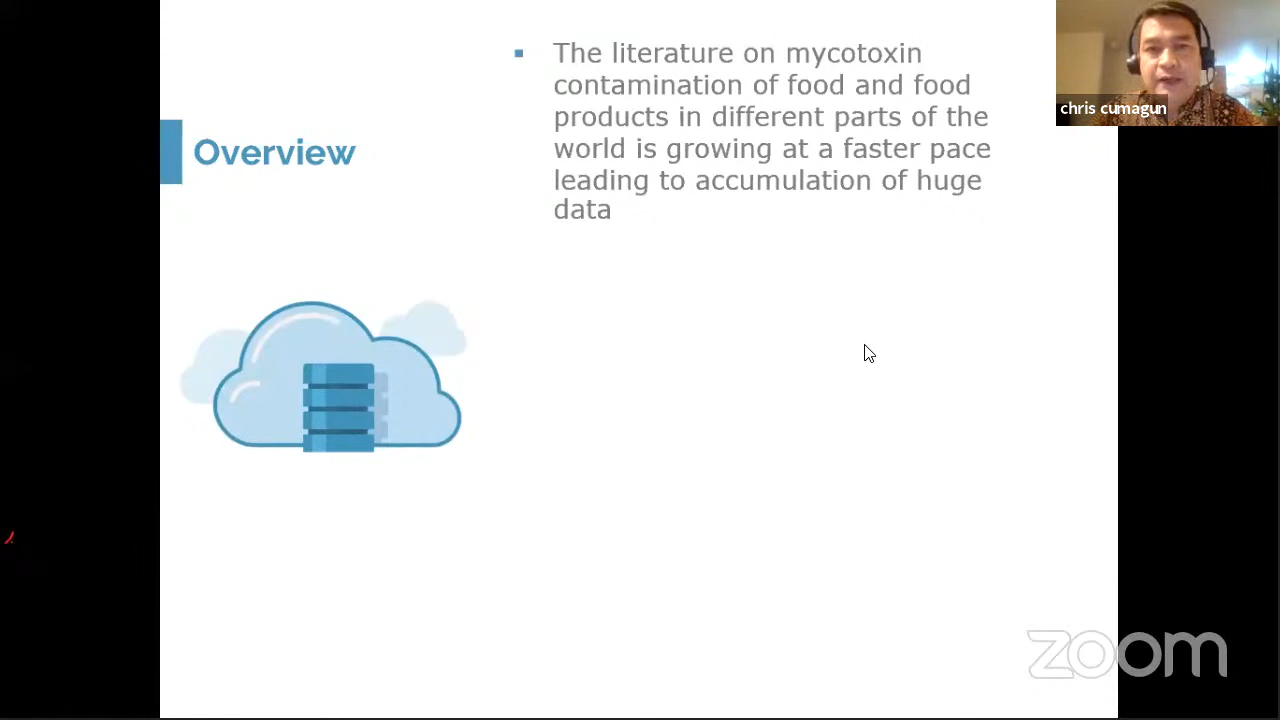 The literature on mycotoxin
contamination of food and food
products in different parts of the
world is growing at a faster pace
leading to accumulation of huge
data
Overview
chris cumagun
zoom